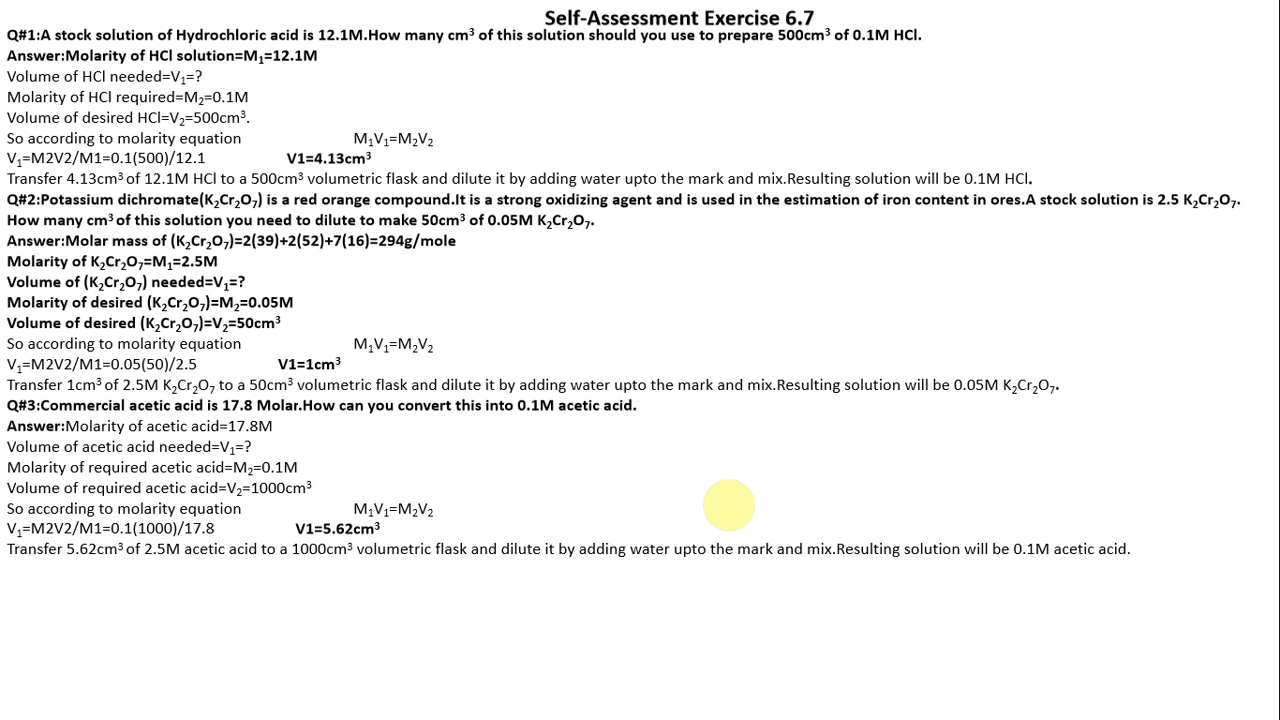 Self-Assessment Exercise 6.7
Q#1:A stock solution of Hydrochloric acid is 12.1M.How many cm³ of this solution should you use to prepare 500cm³ of 0.1M HCl.
Answer:Molarity of HCl solution=M₁=12.1M
Volume of HCl needed=V₁=?
Molarity of HCl required=M₂=0.1M
Volume of desired HCl=V₂=500cm³.
So according to molarity equation M₁V₁=M₂V₂
V₁=M2V2/M1=0.1(500)/12.1 V1=4.13cm³
Transfer 4.13cm³ of 12.1M HCl to a 500cm³ volumetric flask and dilute it by adding water upto the mark and mix.Resulting solution will be 0.1M HCl.
Q#2:Potassium dichromate(K₂Cr₂O₇) is a red orange compound.It is a strong oxidizing agent and is used in the estimation of iron content in ores.A stock solution is 2.5 K₂Cr₂O₇.
How many cm³ of this solution you need to dilute to make 50cm³ of 0.05M K₂Cr₂O₇.
Answer:Molar mass of (K₂Cr₂O₇)=2(39)+2(52)+7(16)=294g/mole
Molarity of K₂Cr₂O₇=M₁=2.5M
Volume of (K₂Cr₂O₇) needed=V₁=?
Molarity of desired (K₂Cr₂O₇)=M₂=0.05M
Volume of desired (K₂Cr₂O₇)=V₂=50cm³
So according to molarity equation M₁V₁=M₂V₂
V₁=M2V2/M1=0.05(50)/2.5 V1=1cm³
Transfer 1cm³ of 2.5M K₂Cr₂O₇ to a 50cm³ volumetric flask and dilute it by adding water upto the mark and mix.Resulting solution will be 0.05M K₂Cr₂O₇.
Q#3:Commercial acetic acid is 17.8 Molar.How can you convert this into 0.1M acetic acid.
Answer:Molarity of acetic acid=17.8M
Volume of acetic acid needed=V₁=?
Molarity of required acetic acid=M₂=0.1M
Volume of required acetic acid=V₂=1000cm³
So according to molarity equation M₁V₁=M₂V₂
V₁=M2V2/M1=0.1(1000)/17.8 V1=5.62cm³
Transfer 5.62cm³ of 2.5M acetic acid to a 1000cm³ volumetric flask and dilute it by adding water upto the mark and mix.Resulting solution will be 0.1M acetic acid.